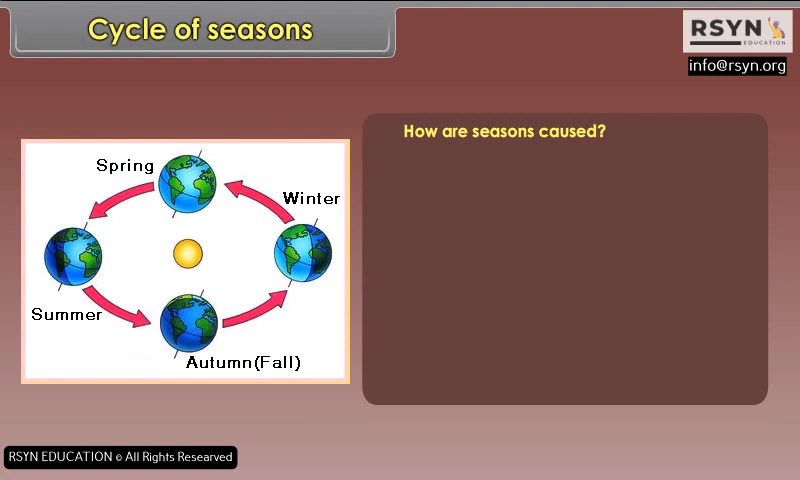 Cycle of seasons
RSYN
EDUCATION
info@rsyn.org
How are seasons caused?
Spring
Winter
Summer
Autumn(Fall)
RSYN EDUCATION © All Rights Researved